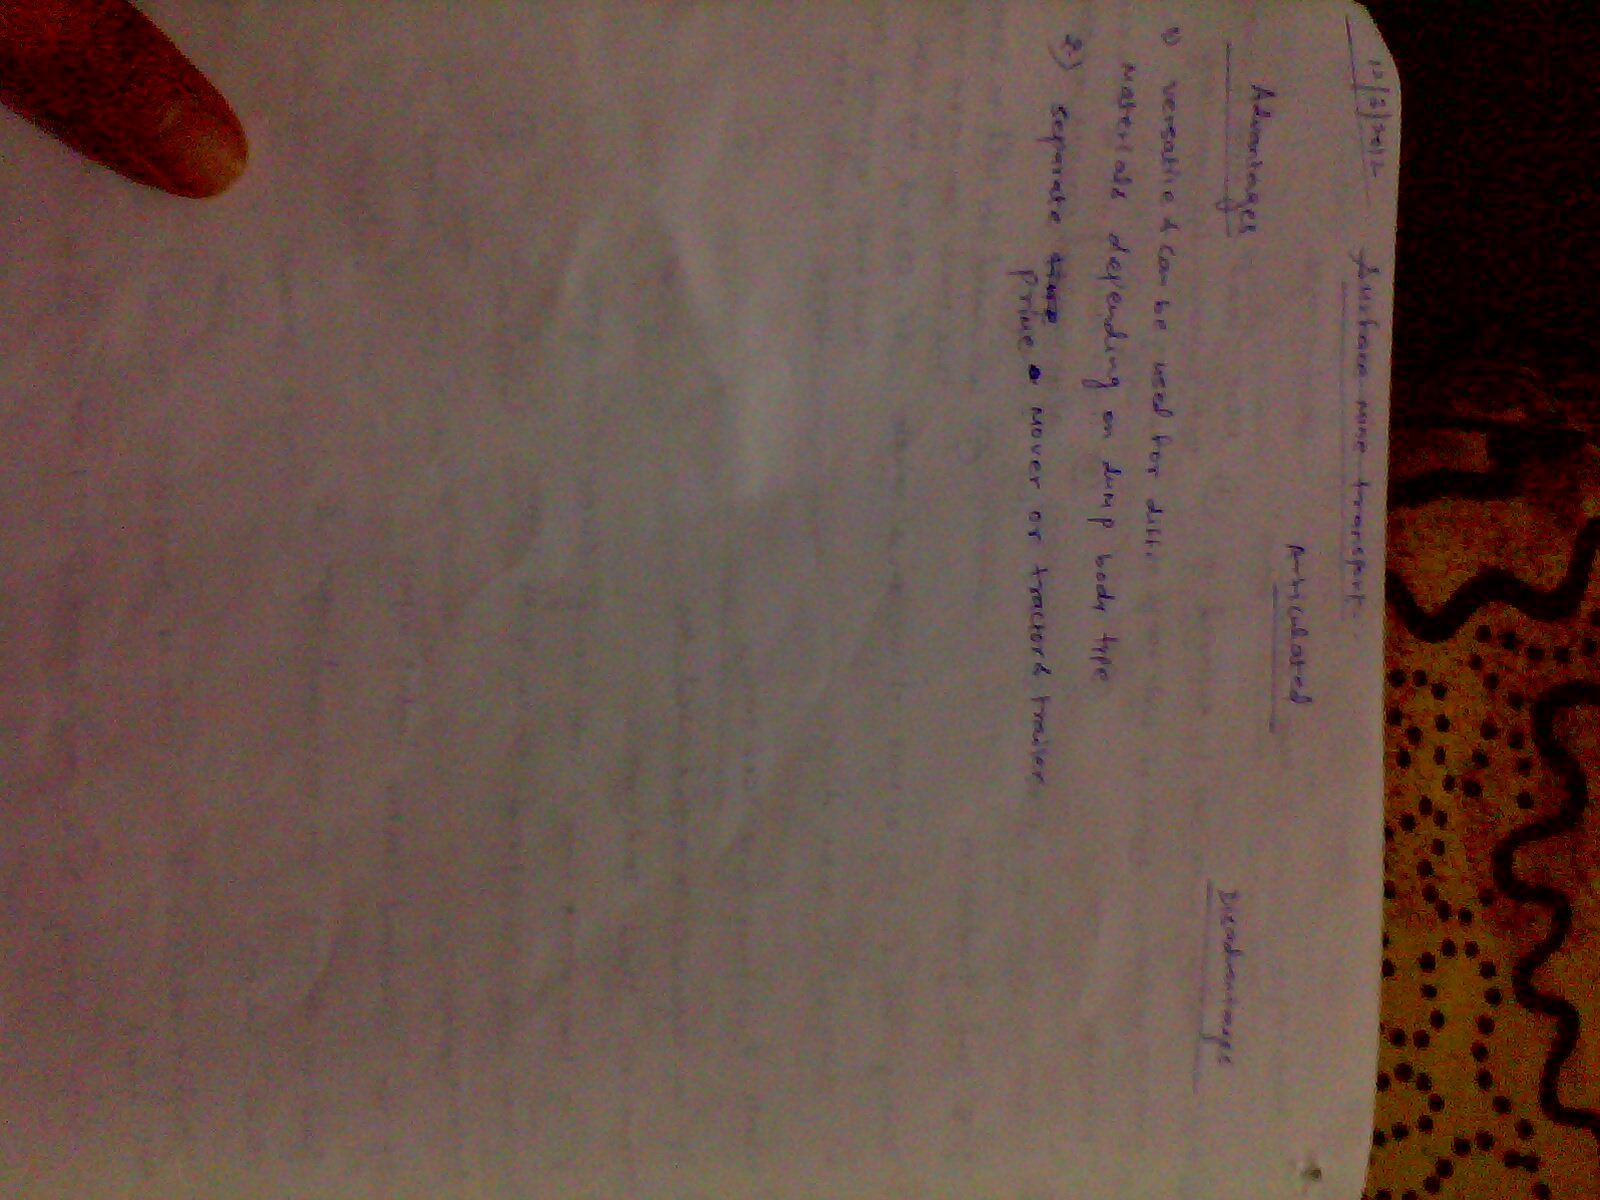 12/3/2012 Surface mine transport.
Articulated
Advantages Disadvantages
1) versatile & can be used for diff.
materials depending on dump body type
2) separate
prime mover or tractor & trailer